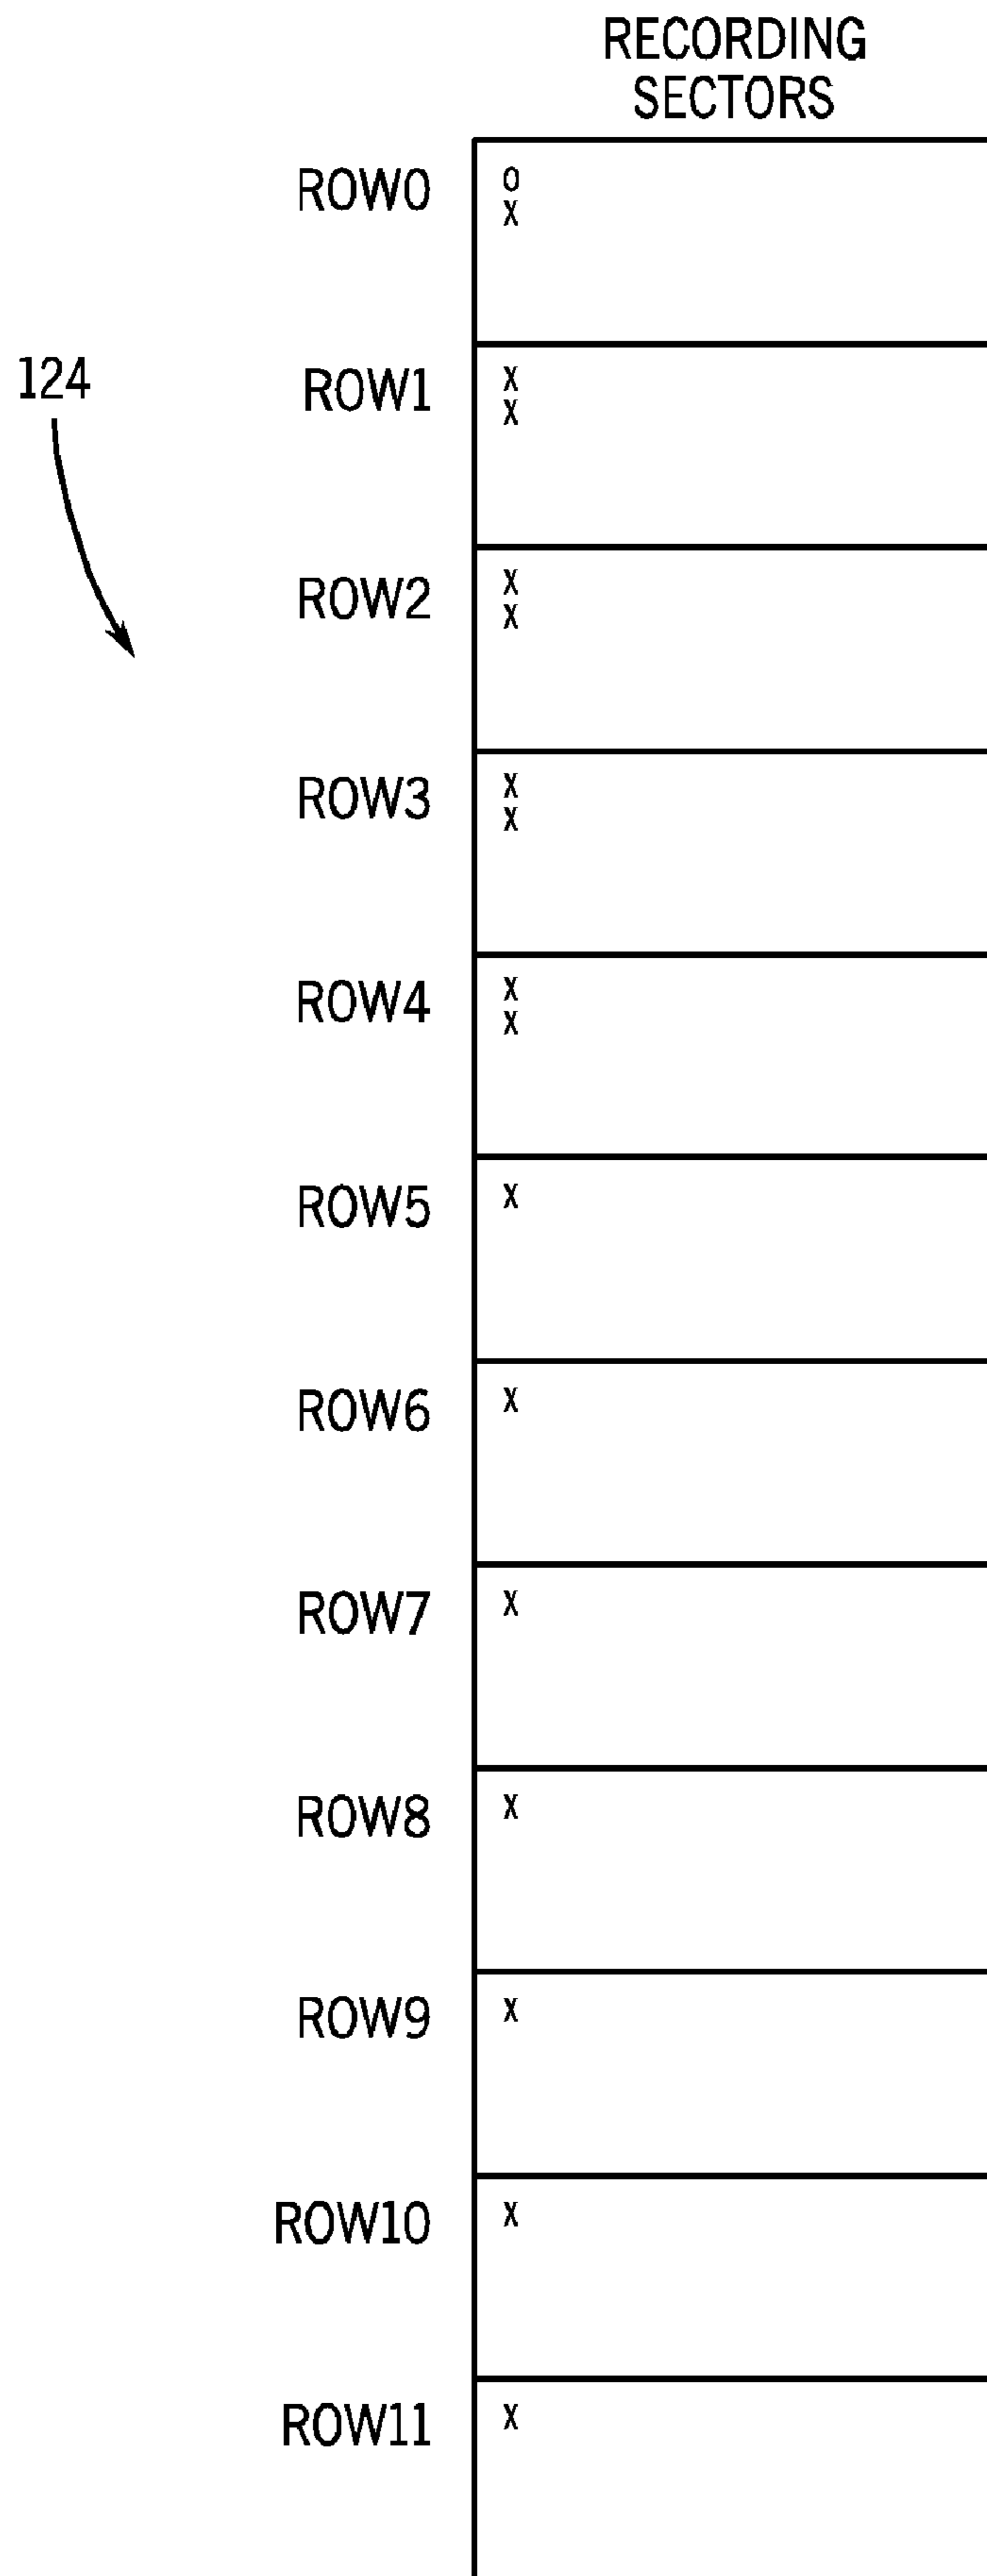 RECORDING
SECTORS
ROW0
O
X
124
ROW1
X
X
ROW2
X
X
ROW3
X
X
ROW4
X
X
ROW5
X
ROW6
X
ROW7
X
ROW8
X
ROW9
X
ROW10
X
ROW11
X